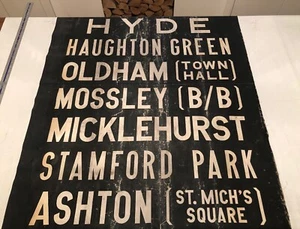 HYDE
HAUGHTON GREEN
OLDHAM (TOWN HALL)
MOSSLEY (B/B)
MICKLEHURST
STAMFORD PARK
ASHTON (ST. MICH'S SQUARE)